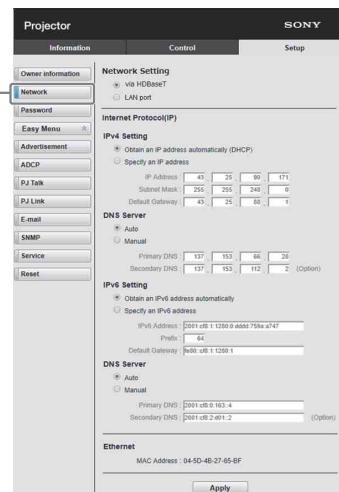 Projector
SONY
Information
Control
Setup
Owner information
Network
Password
Easy Menu
Advertisement
ADCP
PJ Talk
PJ Link
E-mail
SNMP
Service
Reset
Network Setting
via HDBaseT
LAN port
Internet Protocol(IP)
IPv4
Setting
Obtain an IP address automatically (DHCP)
Specify an IP address
IP Address : 43 . 25 . 90 . 171
Subnet Mask : 255 . 255 . 248 . 0
Default Gateway : 43 . 25 . 88 . 1
DNS Server
Auto
Manual
Primary DNS : 137 . 153 . 66 . 28
Secondary DNS : 137 . 153 . 112 . 2 (Option)
IPv6 Setting
Obtain an IPv6 address automatically
Specify an IPv6 address
IPv6 Address : 2001:cf8:1:1280:0:dddd:759a:a747
Prefix : 64
Default Gateway : fe80::cf8:1:1280:1
DNS Server
Auto
Manual
Primary DNS : 2001:cf8:0:163::4
Secondary DNS : 2001:cf8:2:d01::2 (Option)
Ethernet
MAC Address : 04-5D-4B-27-65-BF
Apply